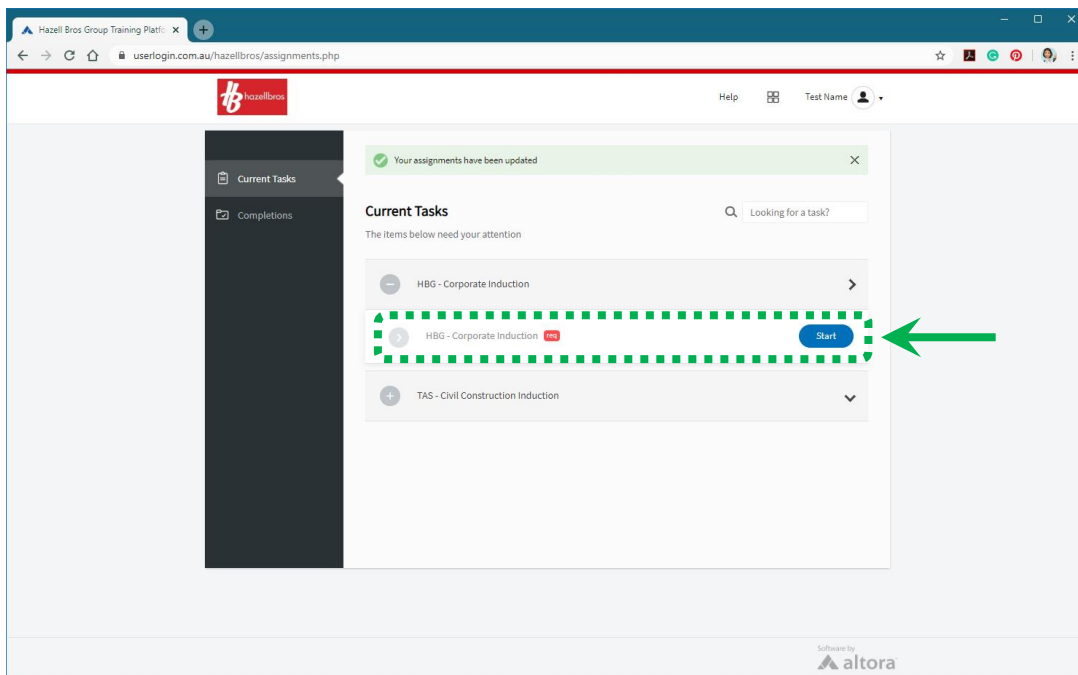 Hazell Bros Group Training Platfo
userlogin.com.au/hazellbros/assignments.php
hazellbros
Help
Test Name
Your assignments have been updated
Current Tasks
Completions
Current Tasks
Looking for a task?
The items below need your attention
HBG - Corporate Induction
HBG - Corporate Induction req
Start
TAS - Civil Construction Induction
Software by
altora